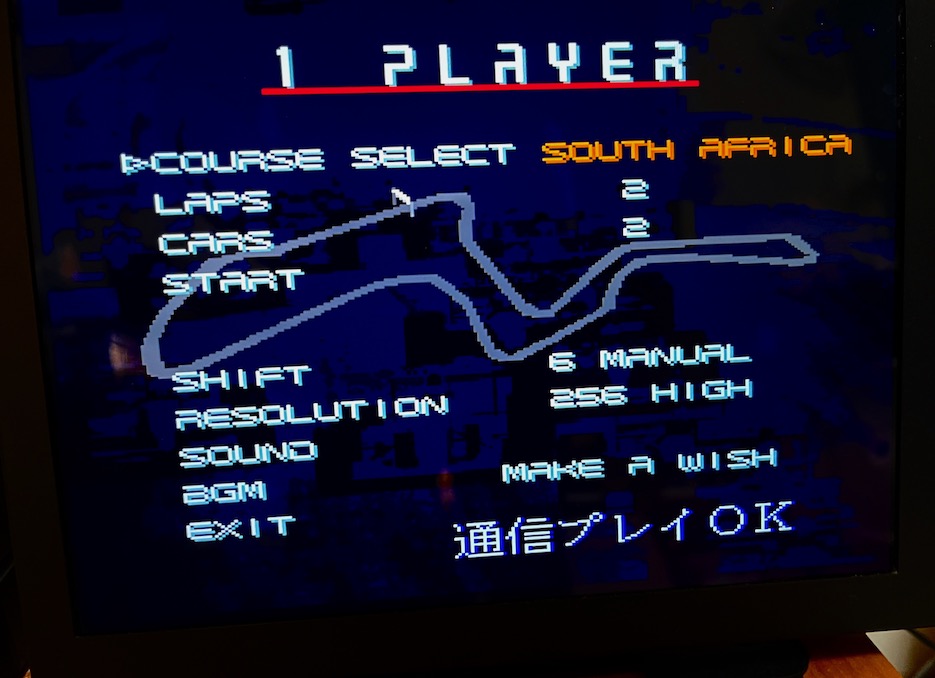 1 PLAYER
▷COURSE SELECT SOUTH AFRICA
LAPS 2
CARS 2
START
SHIFT 6 MANUAL
RESOLUTION 256 HIGH
SOUND
BGM MAKE A WISH
EXIT
通信プレイOK